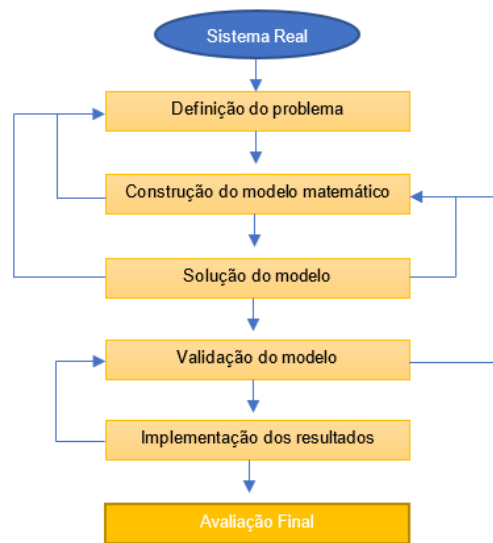 Sistema Real
Definição do problema
Construção do modelo matemático
Solução do modelo
Validação do modelo
Implementação dos resultados
Avaliação Final